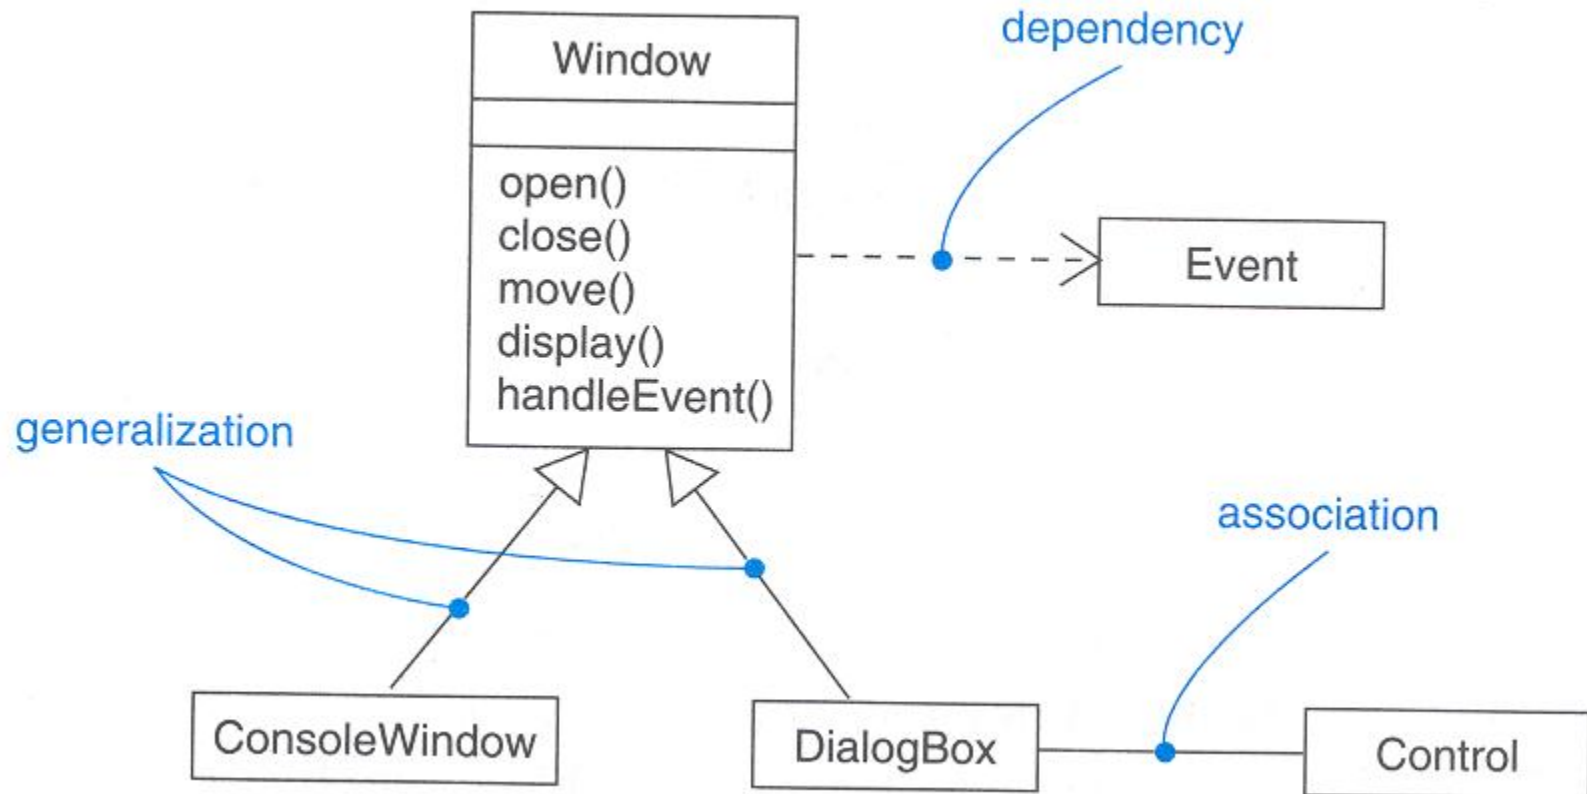 dependency
Window
open()
close()
move()
display()
handleEvent()
Event
generalization
association
ConsoleWindow
DialogBox
Control